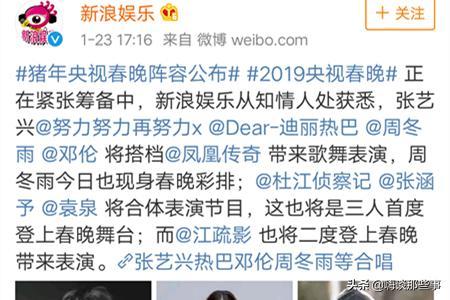 新浪娱乐
+关注
1-23 17:16 来自 微博 weibo.com
#猪年央视春晚阵容公布# #2019央视春晚# 正
在紧张筹备中，新浪娱乐从知情人处获悉，张艺
兴@努力努力再努力x @Dear-迪丽热巴 @周冬
雨 @邓伦 将搭档@凤凰传奇 带来歌舞表演，周
冬雨今日也现身春晚彩排；@杜江侦察记 @张涵
予 @袁泉 将合体表演节目，这也将是三人首度
登上春晚舞台；而@江疏影 也将二度登上春晚
带来表演。张艺兴热巴邓伦周冬雨等合唱
头条 @嗨谈那些事